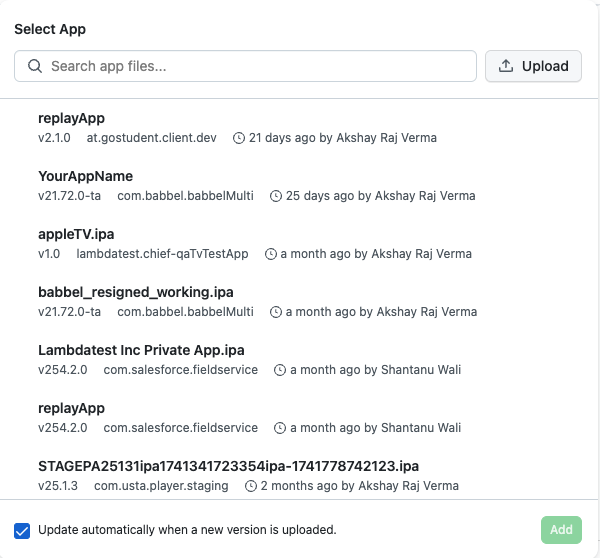 Select App
Search app files...
Upload
replayApp
v2.1.0 at.gostudent.client.dev 21 days ago by Akshay Raj Verma
YourAppName
v21.72.0-ta com.babbel.babbelMulti 25 days ago by Akshay Raj Verma
appleTV.ipa
v1.0 lambdatest.chief-qaTvTestApp a month ago by Akshay Raj Verma
babbel_resigned_working.ipa
v21.72.0-ta com.babbel.babbelMulti a month ago by Akshay Raj Verma
Lambdatest Inc Private App.ipa
v254.2.0 com.salesforce.fieldservice a month ago by Shantanu Wali
replayApp
v254.2.0 com.salesforce.fieldservice a month ago by Shantanu Wali
STAGEPA25131ipa1741341723354ipa-1741778742123.ipa
v25.1.3 com.usta.player.staging 2 months ago by Akshay Raj Verma
Update automatically when a new version is uploaded.
Add